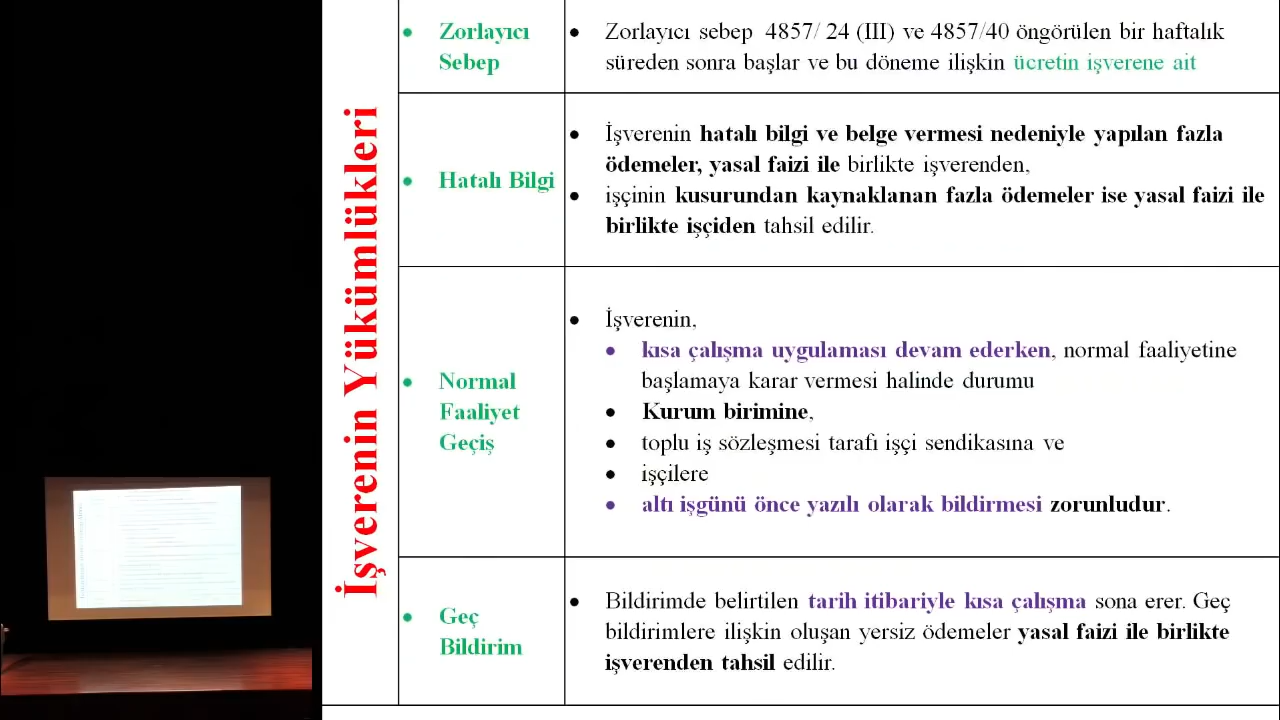 İşverenin Yükümlükleri
Zorlayıcı
Sebep
Zorlayıcı sebep 4857/ 24 (III) ve 4857/40 öngörülen bir haftalık
süreden sonra başlar ve bu döneme ilişkin ücretin işverene ait
Hatalı Bilgi
İşverenin hatalı bilgi ve belge vermesi nedeniyle yapılan fazla
ödemeler, yasal faizi ile birlikte işverenden,
işçinin kusurundan kaynaklanan fazla ödemeler ise yasal faizi ile
birlikte işçiden tahsil edilir.
Normal
Faaliyet
Geçiş
İşverenin,
kısa çalışma uygulaması devam ederken, normal faaliyetine
başlamaya karar vermesi halinde durumu
Kurum birimine,
toplu iş sözleşmesi tarafı işçi sendikasına ve
işçilere
altı işgünü önce yazılı olarak bildirmesi zorunludur.
Geç
Bildirim
Bildirimde belirtilen tarih itibariyle kısa çalışma sona erer. Geç
bildirimlere ilişkin oluşan yersiz ödemeler yasal faizi ile birlikte
işverenden tahsil edilir.